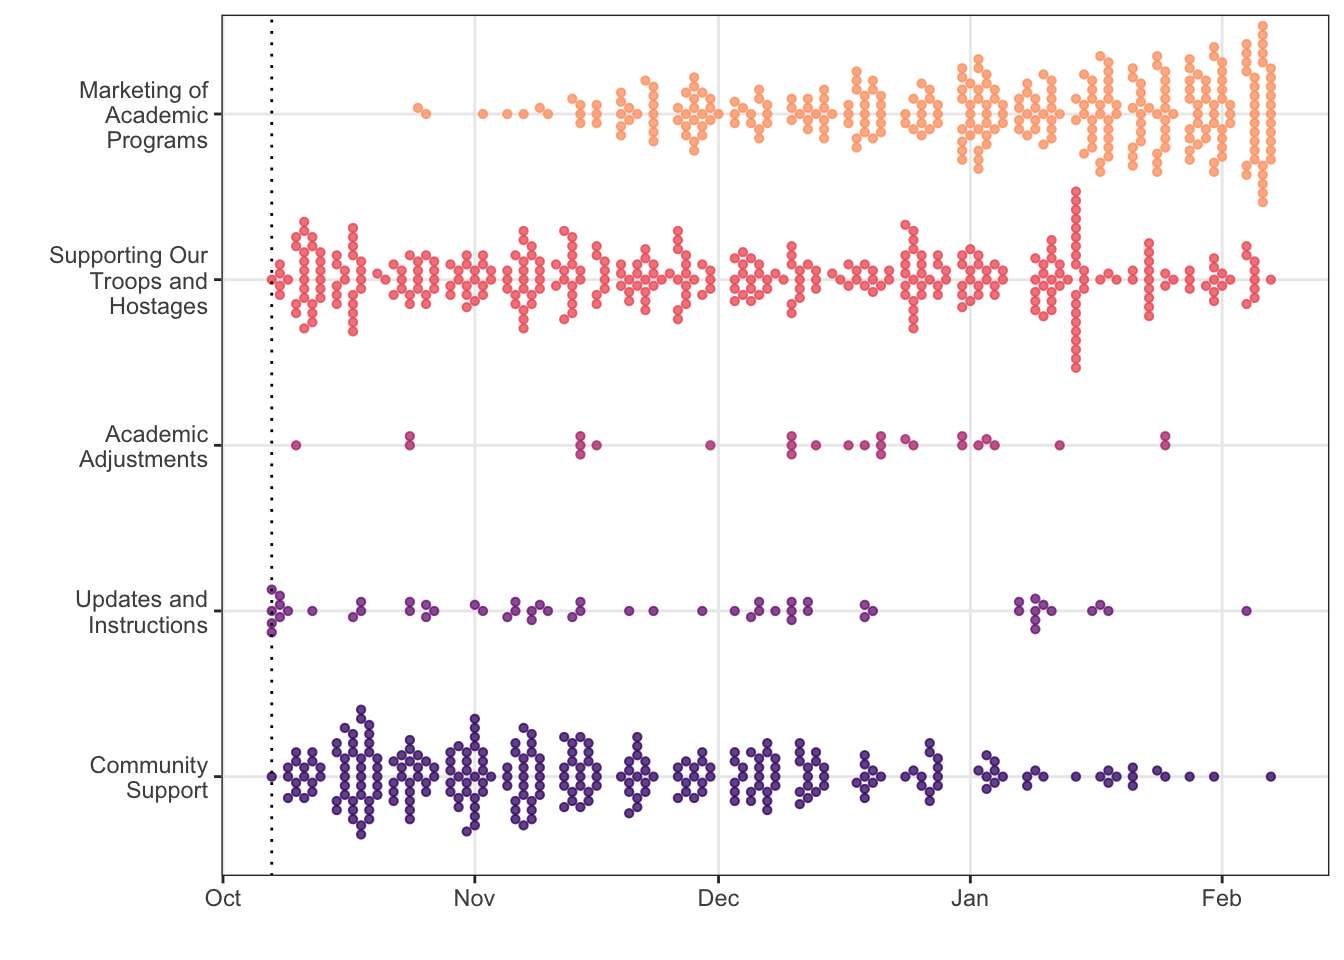 Marketing of
Academic
Programs
Supporting Our
Troops and
Hostages
Academic
Adjustments
Updates and
Instructions
Community
Support
Oct
Nov
Dec
Jan
Feb